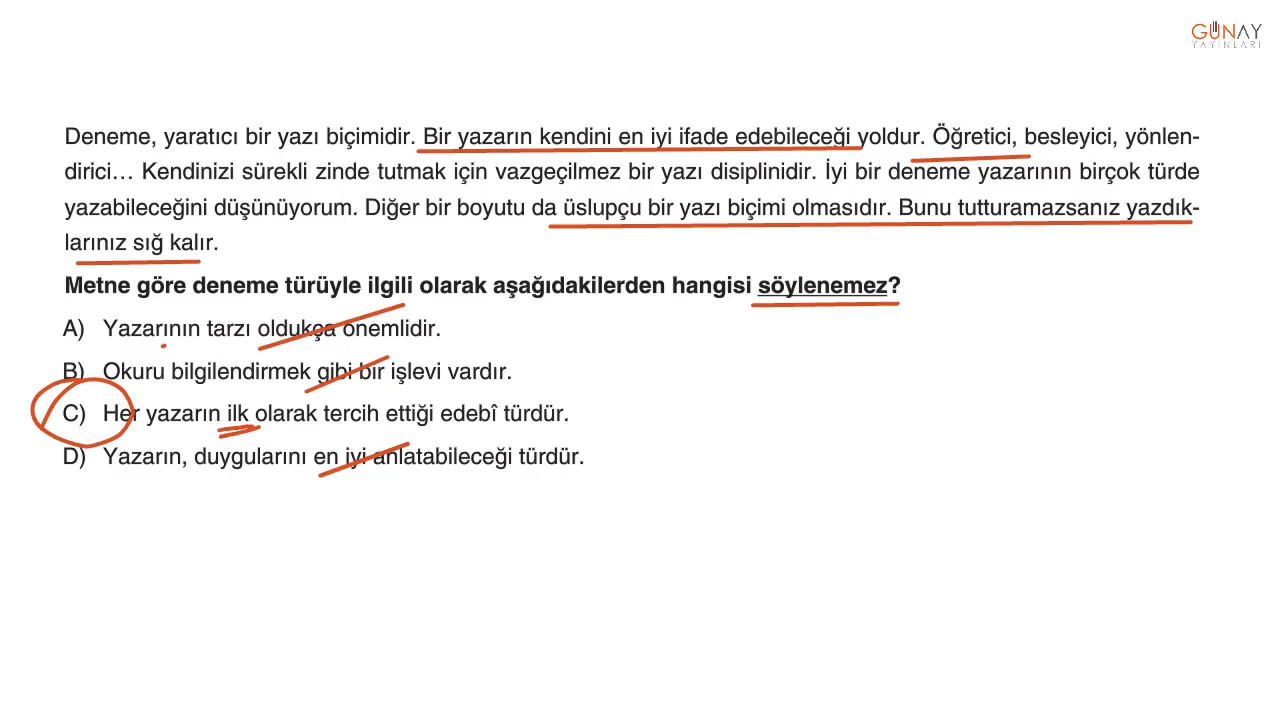 GÜNAY
YAYINLARI
Deneme, yaratıcı bir yazı biçimidir. Bir yazarın kendini en iyi ifade edebileceği yoldur. Öğretici, besleyici, yönlen-
dirici… Kendinizi sürekli zinde tutmak için vazgeçilmez bir yazı disiplinidir. İyi bir deneme yazarının birçok türde
yazabileceğini düşünüyorum. Diğer bir boyutu da üslupçu bir yazı biçimi olmasıdır. Bunu tutturamazsanız yazdık-
larınız sığ kalır.
Metne göre deneme türüyle ilgili olarak aşağıdakilerden hangisi söylenemez?
A) Yazarının tarzı oldukça önemlidir.
B) Okuru bilgilendirmek gibi bir işlevi vardır.
C) Her yazarın ilk olarak tercih ettiği edebî türdür.
D) Yazarın, duygularını en iyi anlatabileceği türdür.